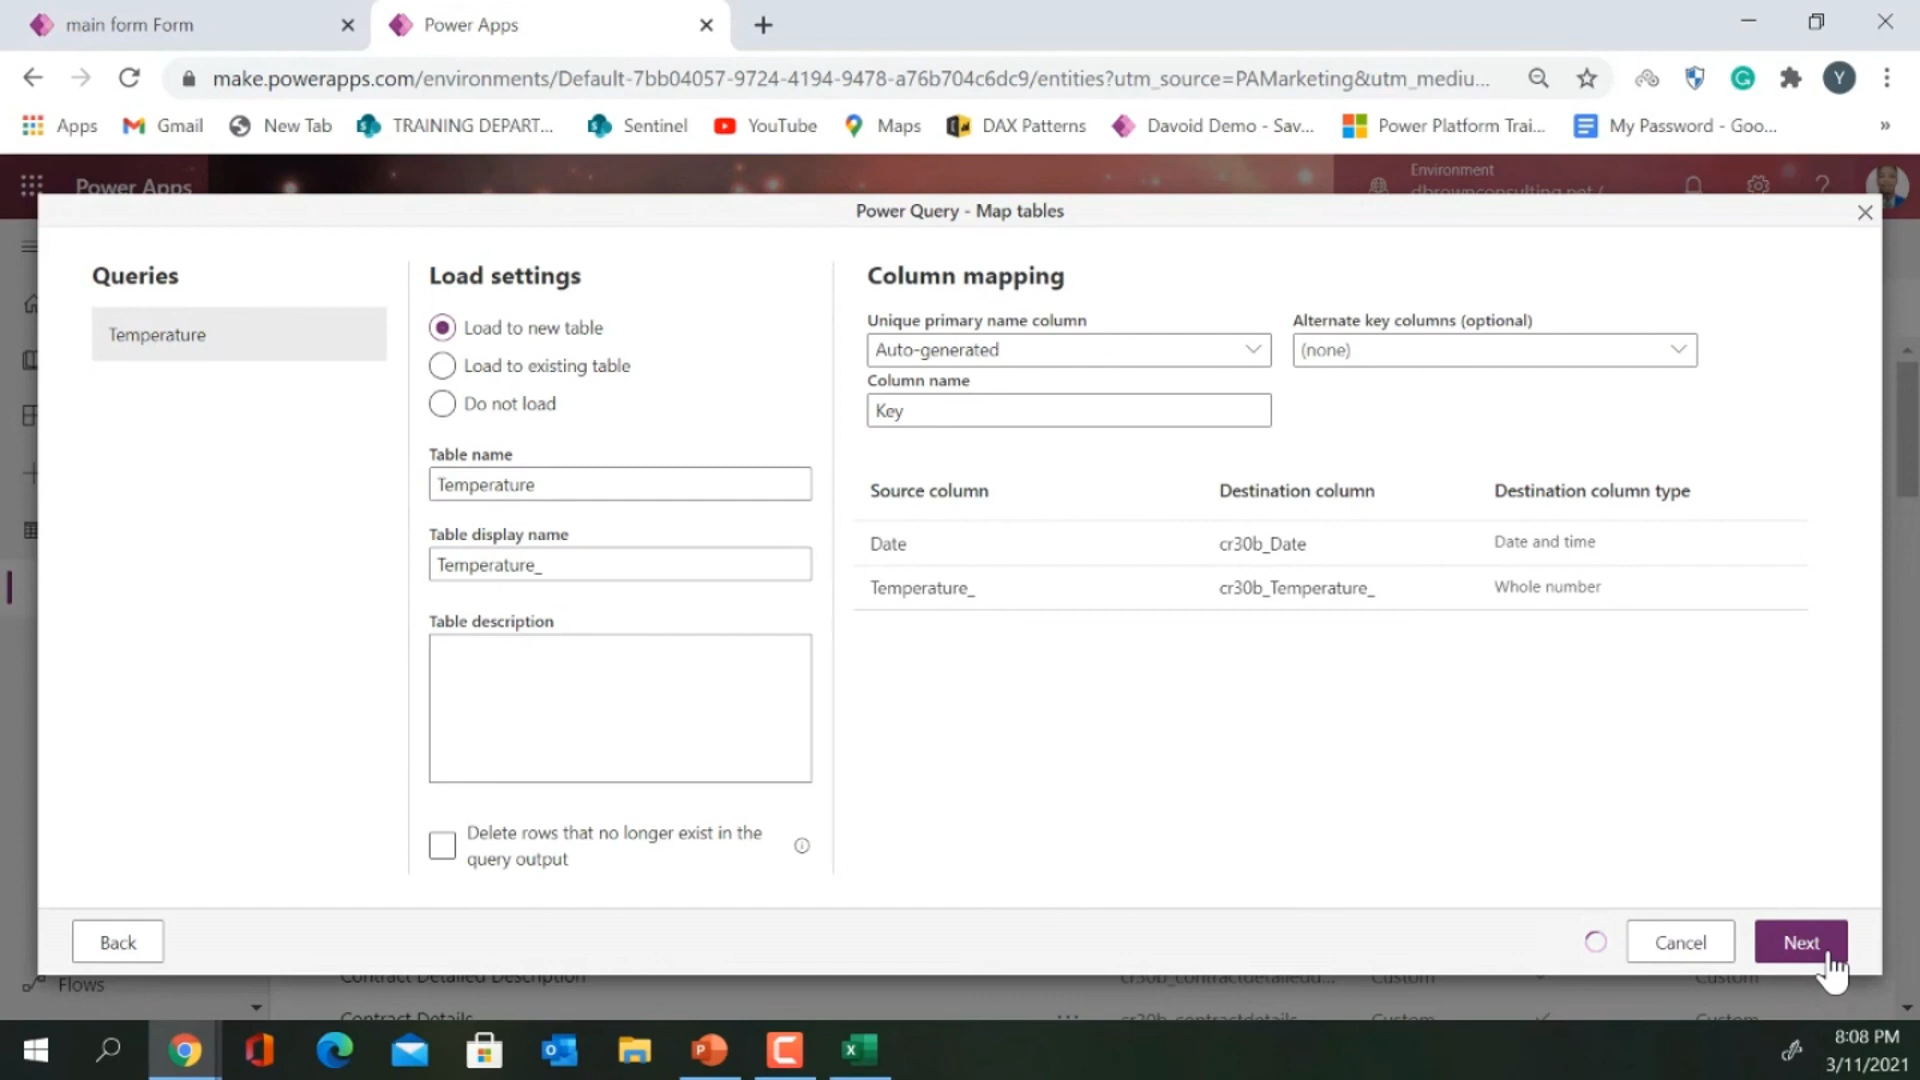 main form Form
Power Apps
make.powerapps.com/environments/Default-7bb04057-9724-4194-9478-a76b704c6dc9/entities?utm_source=PAMarketing&utm_mediu...
Y
Apps
Gmail
New Tab
TRAINING DEPART...
Sentinel
YouTube
Maps
DAX Patterns
Davoid Demo - Sav...
Power Platform Trai...
My Password - Goo...
»
Power Apps
Environment
dbrownconsulting.net (
Power Query - Map tables
Queries
Temperature
Load settings
Load to new table
Load to existing table
Do not load
Table name
Temperature
Table display name
Temperature_
Table description
Delete rows that no longer exist in the
query output
Column mapping
Unique primary name column
Auto-generated
Alternate key columns (optional)
(none)
Column name
Key
Source column Destination column Destination column type
Date cr30b_Date Date and time
Temperature_ cr30b_Temperature_ Whole number
Back
Cancel
Next
Flows
Contract Detailed Description cr30b_contractdetailedd... Custom Custom
Contract Details ... cr30b_contractdetails Custom Custom
8:08 PM
3/11/2021